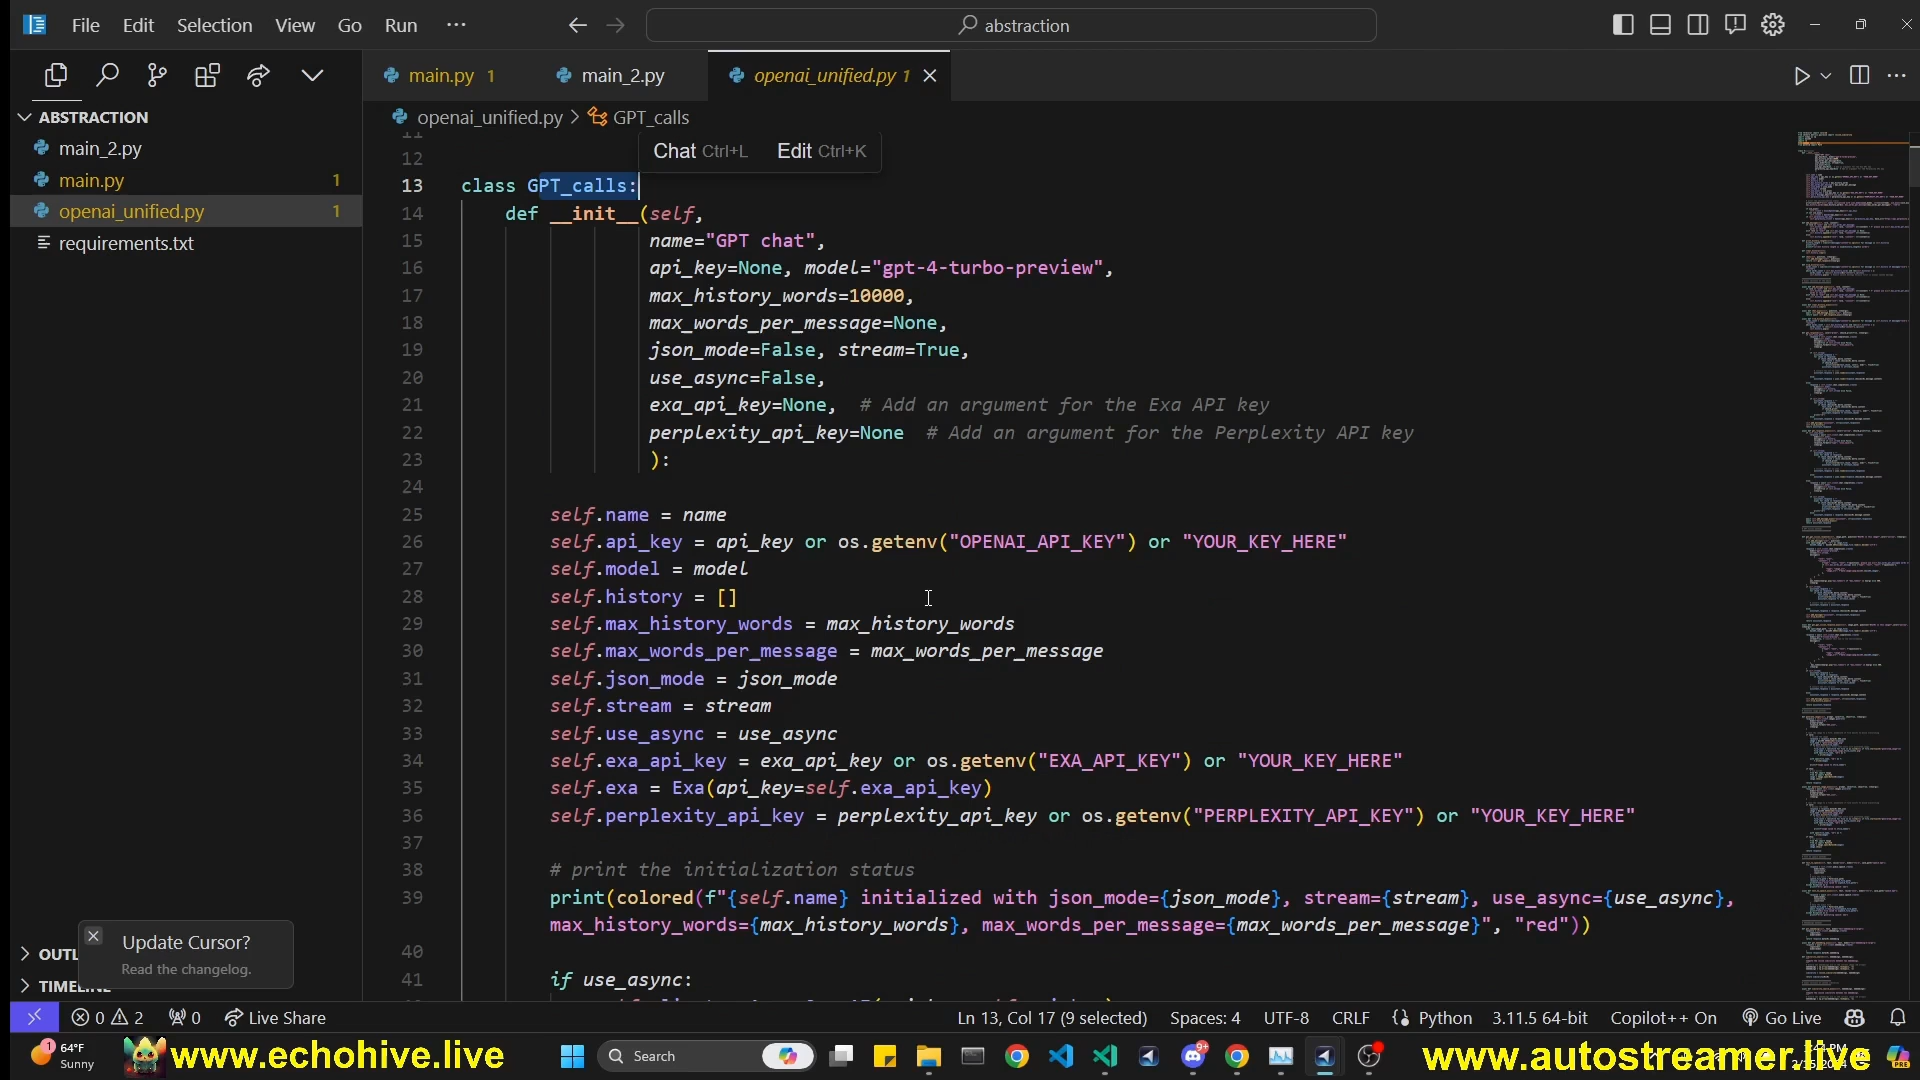 File Edit Selection View Go Run ··· abstraction
main.py 1 main_2.py openai_unified.py 1
ABSTRACTION
main_2.py
main.py 1
openai_unified.py 1
requirements.txt
openai_unified.py > GPT_calls
Chat Ctrl+L Edit Ctrl+K
11
12
13 class GPT_calls:
14 def __init__(self,
15 name="GPT chat",
16 api_key=None, model="gpt-4-turbo-preview",
17 max_history_words=10000,
18 max_words_per_message=None,
19 json_mode=False, stream=True,
20 use_async=False,
21 exa_api_key=None, # Add an argument for the Exa API key
22 perplexity_api_key=None # Add an argument for the Perplexity API key
23 ):
24
25 self.name = name
26 self.api_key = api_key or os.getenv("OPENAI_API_KEY") or "YOUR_KEY_HERE"
27 self.model = model
28 self.history = []
29 self.max_history_words = max_history_words
30 self.max_words_per_message = max_words_per_message
31 self.json_mode = json_mode
32 self.stream = stream
33 self.use_async = use_async
34 self.exa_api_key = exa_api_key or os.getenv("EXA_API_KEY") or "YOUR_KEY_HERE"
35 self.exa = Exa(api_key=self.exa_api_key)
36 self.perplexity_api_key = perplexity_api_key or os.getenv("PERPLEXITY_API_KEY") or "YOUR_KEY_HERE"
37
38 # print the initialization status
39 print(colored(f"{self.name} initialized with json_mode={json_mode}, stream={stream}, use_async={use_async},
max_history_words={max_history_words}, max_words_per_message={max_words_per_message}", "red"))
40
41 if use_async:
Update Cursor?
Read the changelog.
OUTL
TIMELINE
0 2 0 Live Share Ln 13, Col 17 (9 selected) Spaces: 4 UTF-8 CRLF Python 3.11.5 64-bit Copilot++ On Go Live
1 64°F
Sunny
www.echohive.live
Search
9+
www.autostreamer.live